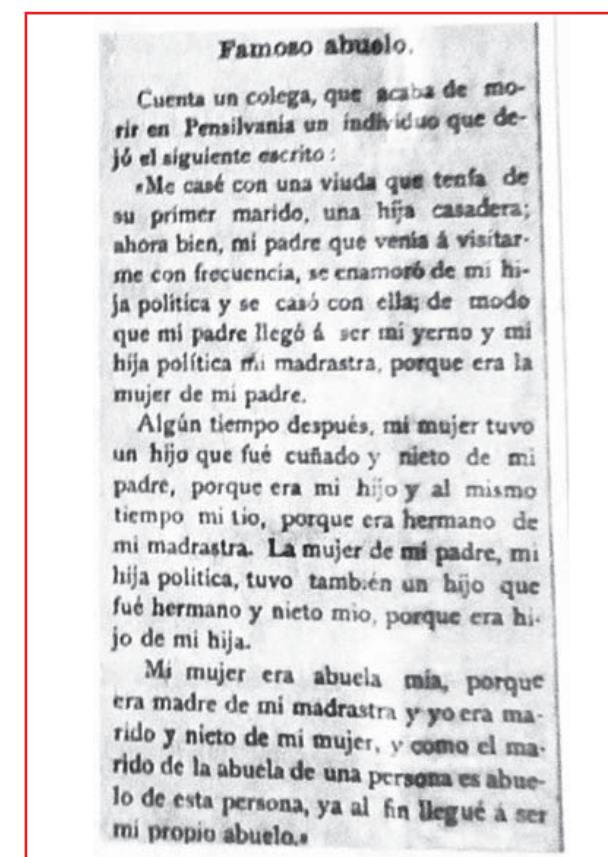 Famoso abuelo.
Cuenta un colega, que acaba de mo-
rir en Pensilvania un individuo que de-
jó el siguiente escrito:
«Me casé con una viuda que tenía de
su primer marido, una hija casadera;
ahora bien, mi padre que venía á visitar-
me con frecuencia, se enamoró de mi hi-
ja política y se casó con ella; de modo
que mi padre llegó á ser mi yerno y mi
hija política mi madrastra, porque era la
mujer de mi padre.
Algún tiempo después, mi mujer tuvo
un hijo que fué cuñado y nieto de mi
padre, porque era mi hijo y al mismo
tiempo mi tio, porque era hermano de
mi madrastra. La mujer de mi padre, mi
hija politica, tuvo también un hijo que
fué hermano y nieto mio, porque era hi-
jo de mi hija.
Mi mujer era abuela mía, porque
era madre de mi madrastra y yo era ma-
rido y nieto de mi mujer, y como el ma-
rido de la abuela de una persona es abue-
lo de esta persona, ya al fin llegué á ser
mi propio abuelo.»